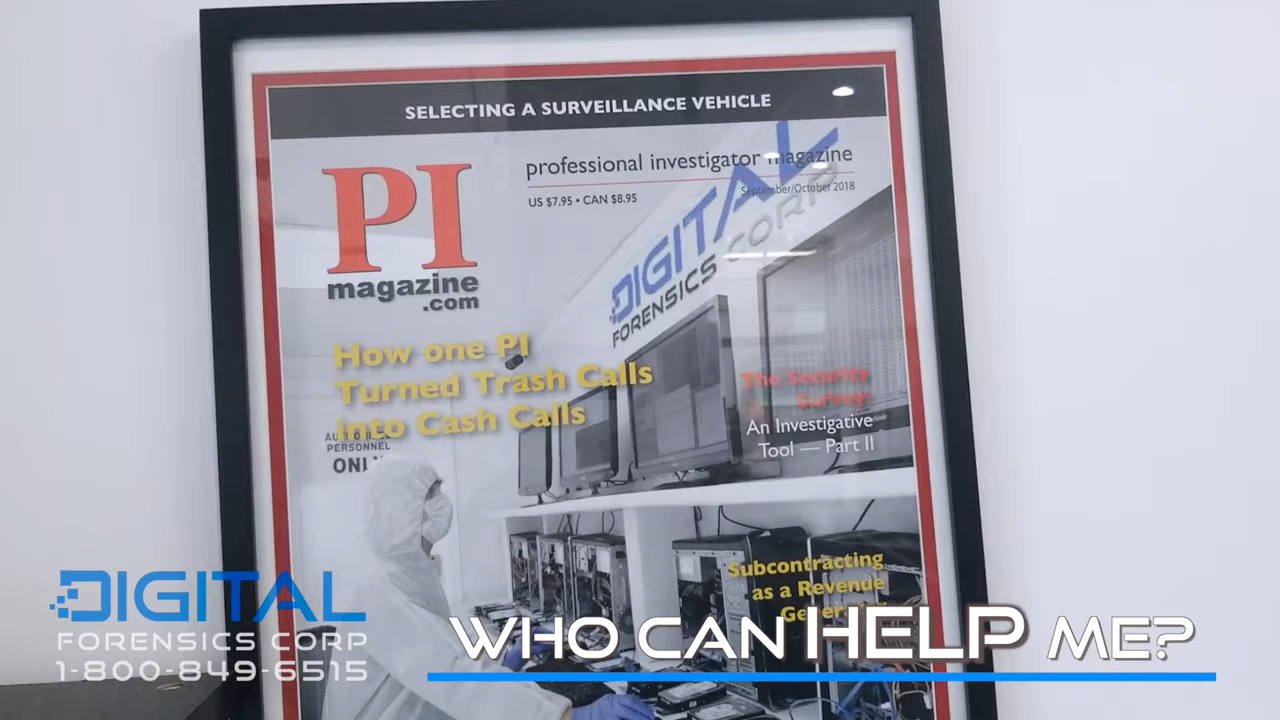 SELECTING A SURVEILLANCE VEHICLE
PI
magazine
.com
professional investigator magazine
US $7.95 • CAN $8.95
September/October 2018
DIGITAL
FORENSICS CORP
How one PI
Turned Trash Calls
into Cash Calls
The Security
Survey:
An Investigative
Tool — Part II
PERSONNEL
ONLY
Subcontracting
as a Revenue
DIGITAL
FORENSICS CORP
1-800-849-6515
WHO CAN HELP ME?